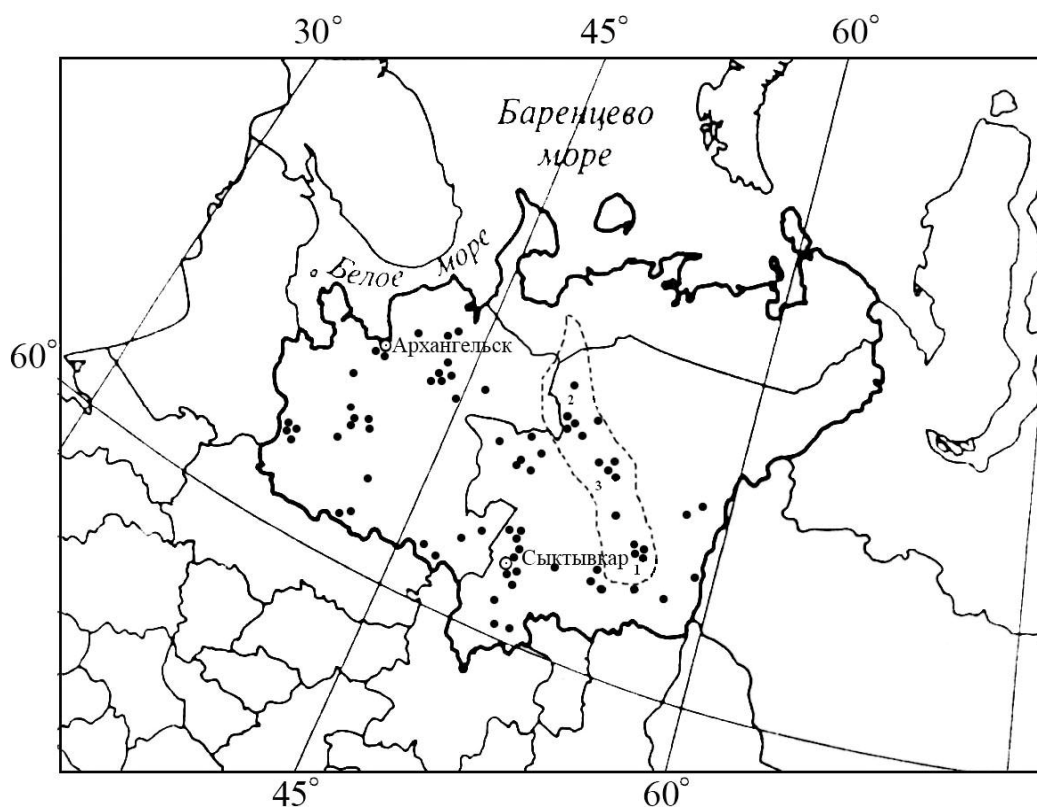 30°
45°
60°
Баренцево
море
Белое
море
60°
Архангельск
2
3
Сыктывкар
1
45°
60°